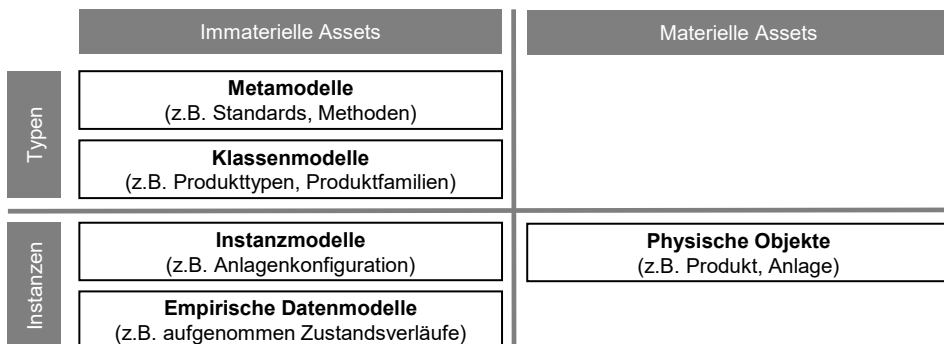 Immaterielle Assets
Materielle Assets
Typen
Metamodelle
(z.B. Standards, Methoden)
Klassenmodelle
(z.B. Produkttypen, Produktfamilien)
Instanzen
Instanzmodelle
(z.B. Anlagenkonfiguration)
Physische Objekte
(z.B. Produkt, Anlage)
Empirische Datenmodelle
(z.B. aufgenommen Zustandsverläufe)